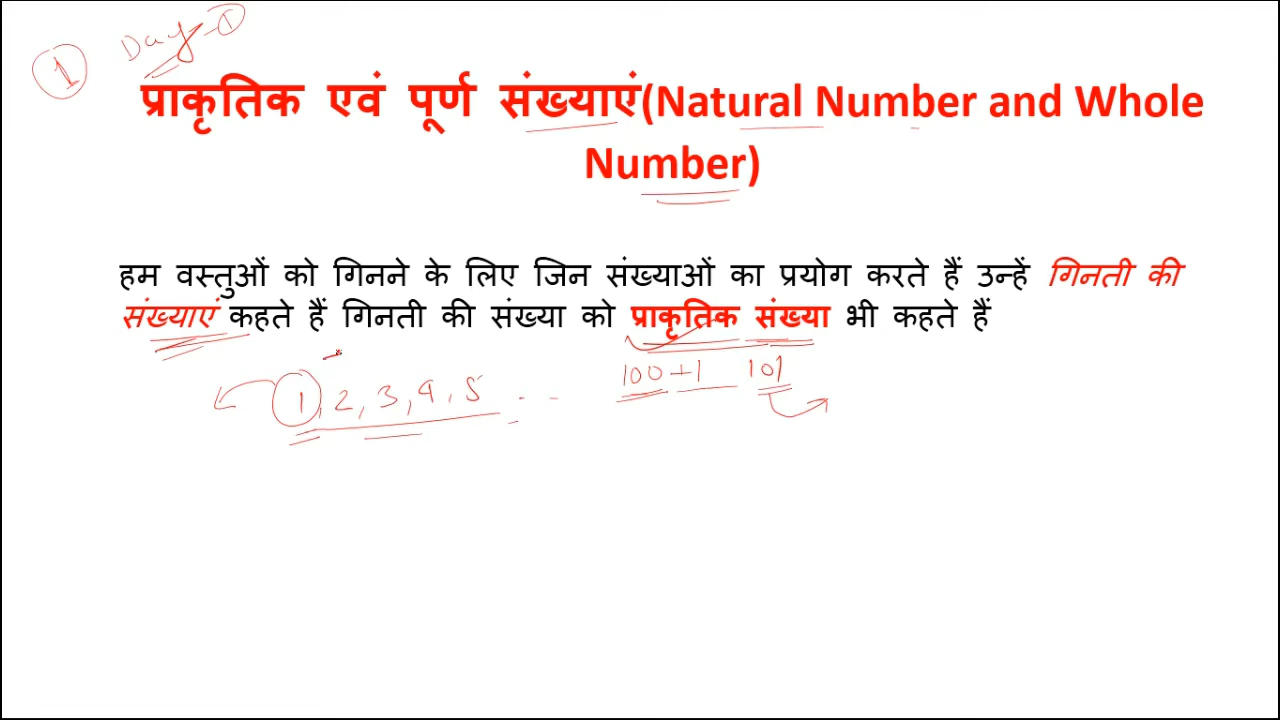 1 Day-1
प्राकृतिक एवं पूर्ण संख्याएं(Natural Number and Whole
Number)
हम वस्तुओं को गिनने के लिए जिन संख्याओं का प्रयोग करते हैं उन्हें गिनती की
संख्याएं कहते हैं गिनती की संख्या को प्राकृतिक संख्या भी कहते हैं
1, 2, 3, 4, 5 ... 100+1 101